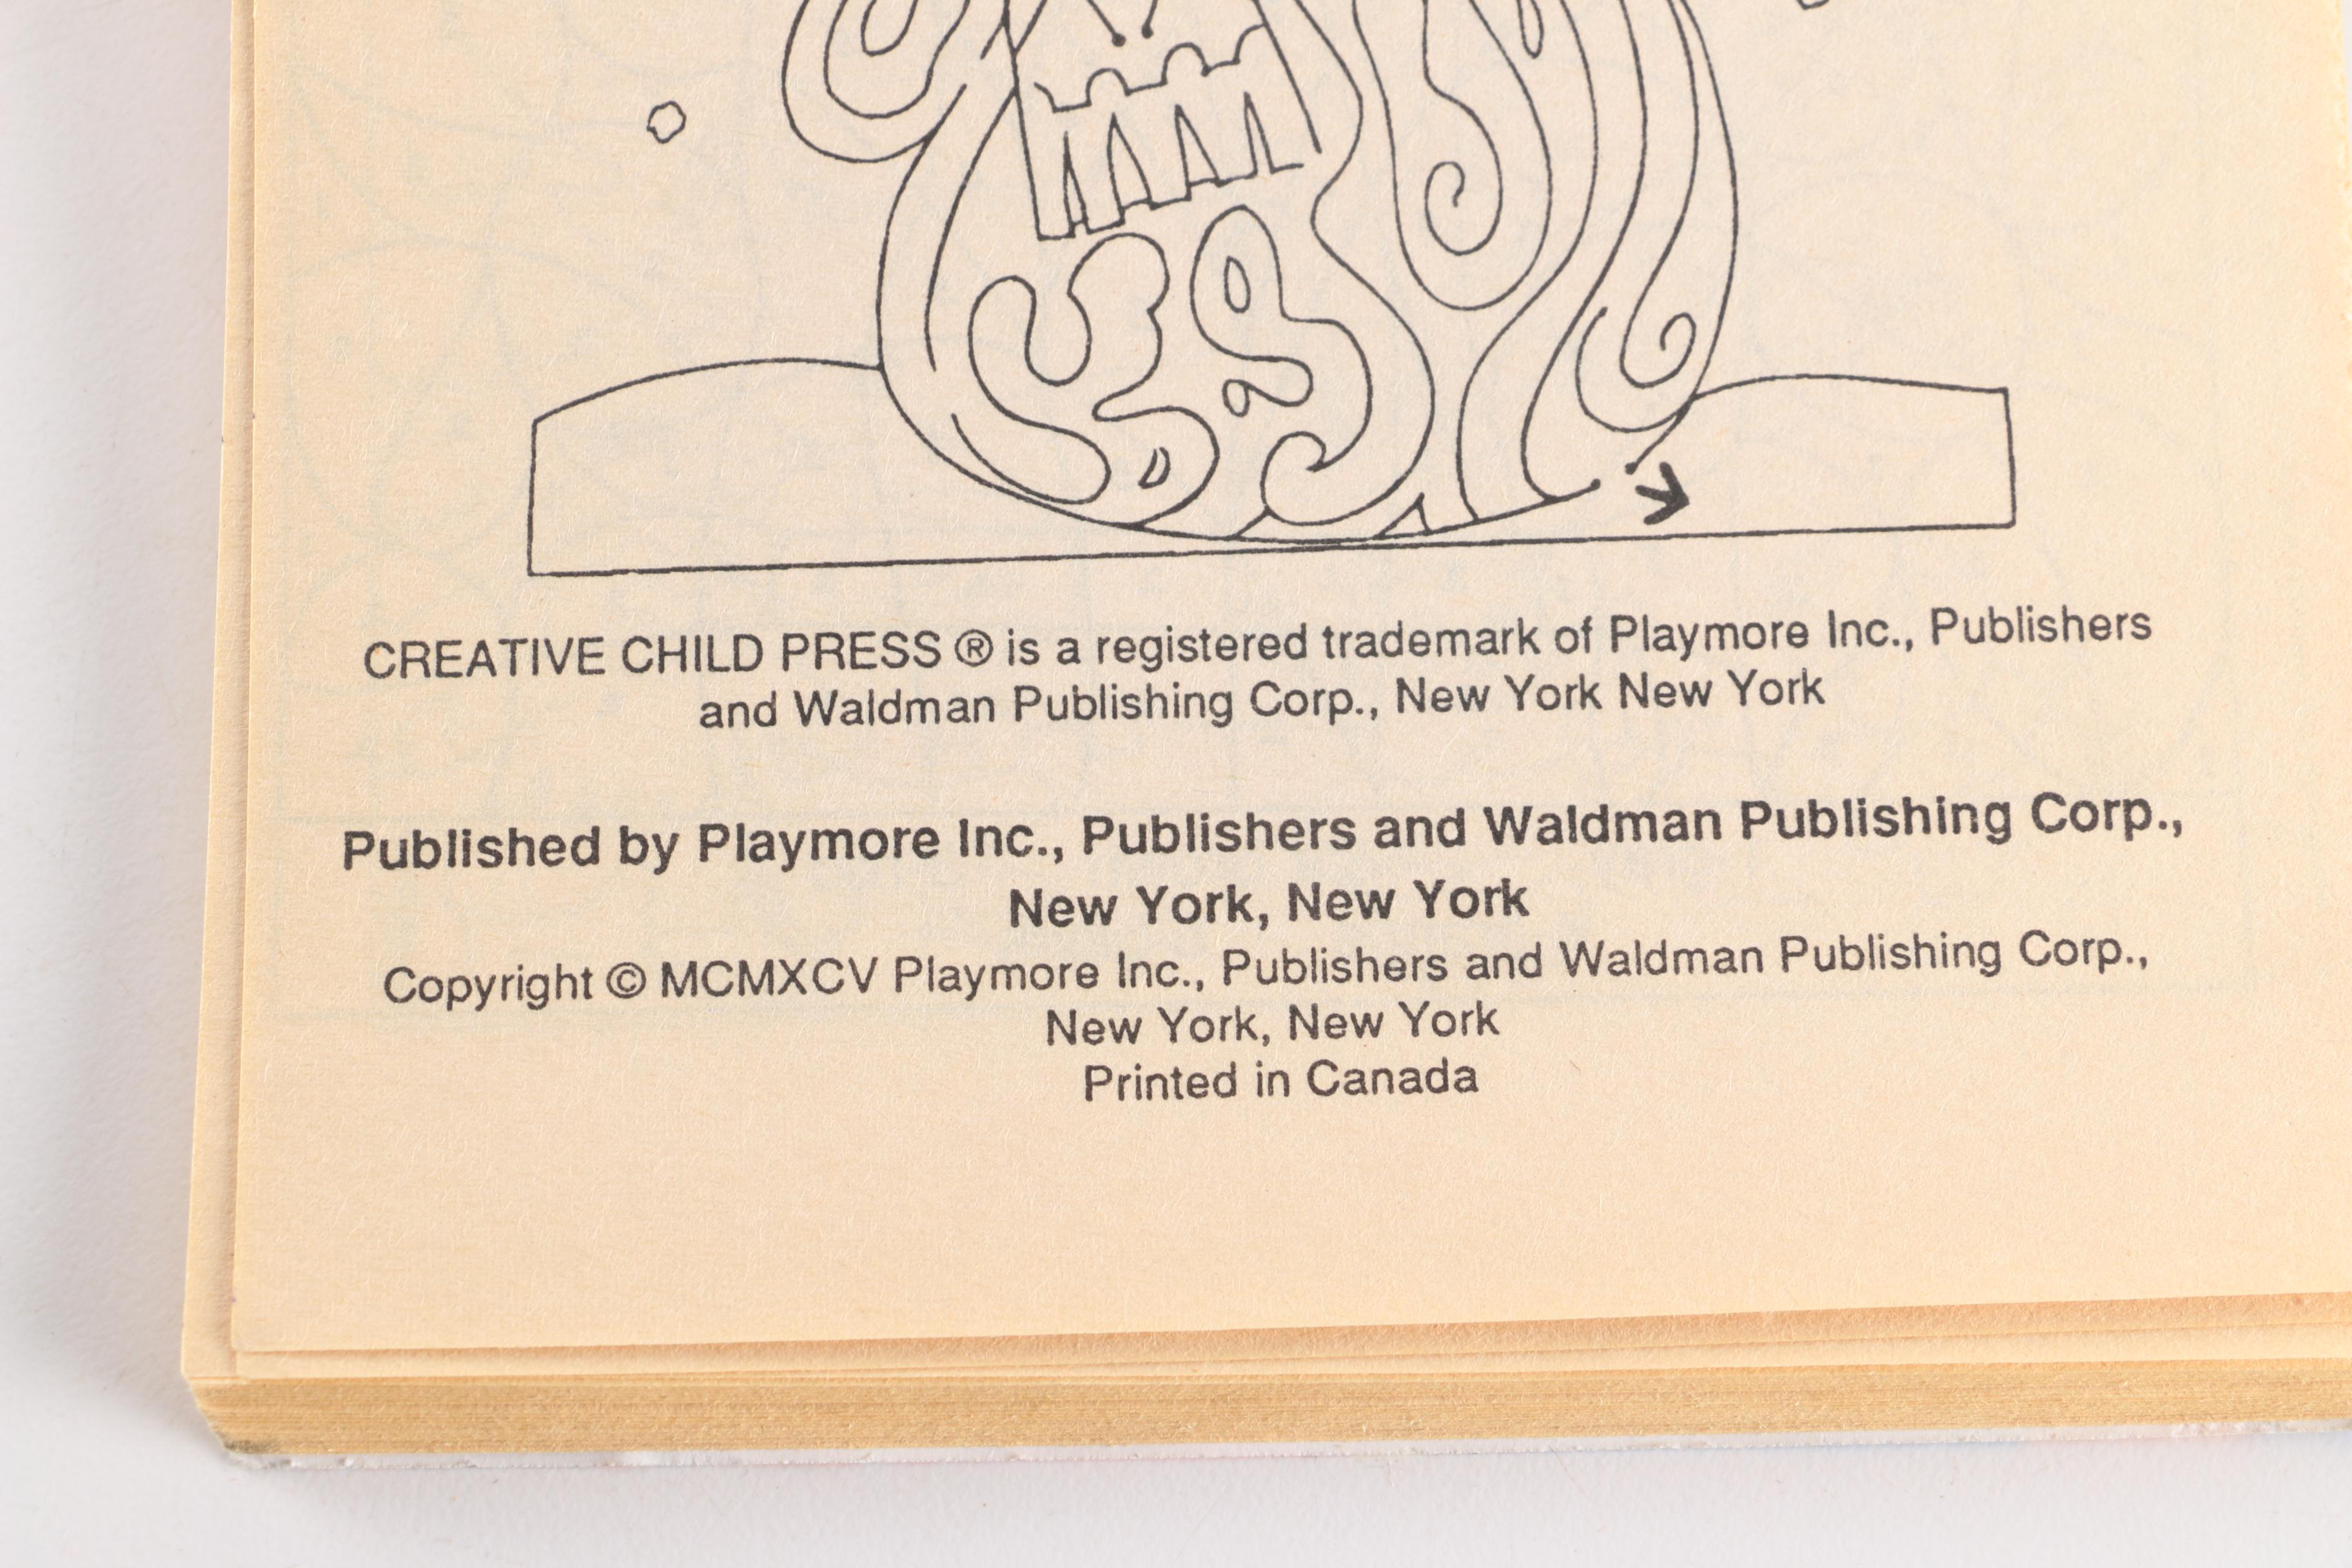 CREATIVE CHILD PRESS ® is a registered trademark of Playmore Inc., Publishers
and Waldman Publishing Corp., New York New York
Published by Playmore Inc., Publishers and Waldman Publishing Corp.,
New York, New York
Copyright © MCMXCV Playmore Inc., Publishers and Waldman Publishing Corp.,
New York, New York
Printed in Canada